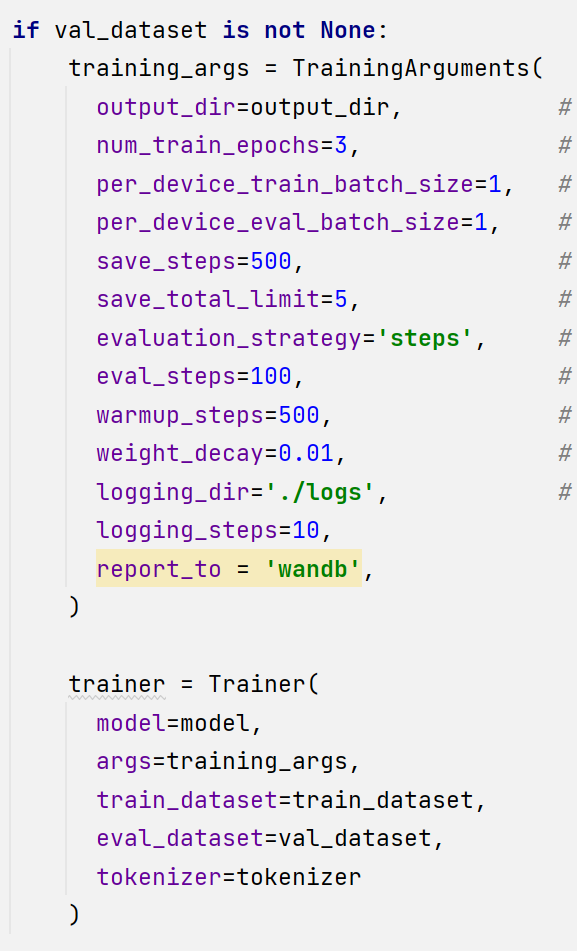 if val_dataset is not None:
    training_args = TrainingArguments(
      output_dir=output_dir,           #
      num_train_epochs=3,              #
      per_device_train_batch_size=1,   #
      per_device_eval_batch_size=1,    #
      save_steps=500,                  #
      save_total_limit=5,              #
      evaluation_strategy='steps',     #
      eval_steps=100,                  #
      warmup_steps=500,                #
      weight_decay=0.01,               #
      logging_dir='./logs',            #
      logging_steps=10,
      report_to = 'wandb',
    )

    trainer = Trainer(
      model=model,
      args=training_args,
      train_dataset=train_dataset,
      eval_dataset=val_dataset,
      tokenizer=tokenizer
    )